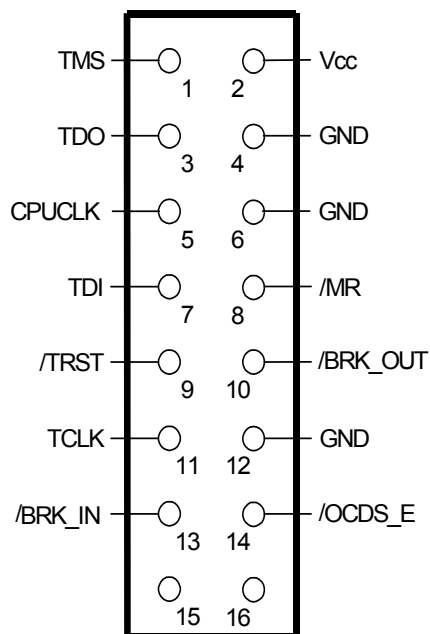 TMS 1 2 Vcc
TDO 3 4 GND
CPUCLK 5 6 GND
TDI 7 8 /MR
/TRST 9 10 /BRK_OUT
TCLK 11 12 GND
/BRK_IN 13 14 /OCDS_E
15 16